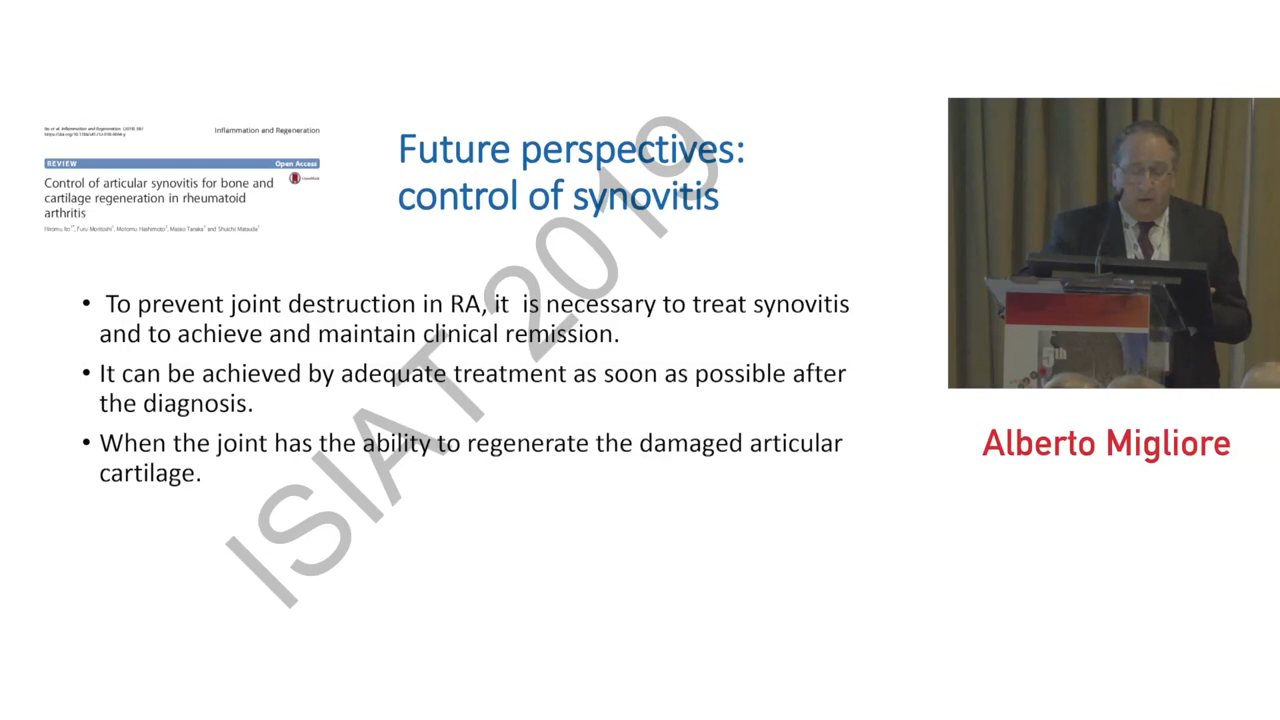 Inflammation and Regeneration
REVIEW
Open Access
Control of articular synovitis for bone and
cartilage regeneration in rheumatoid
arthritis
Future perspectives:
control of synovitis
To prevent joint destruction in RA, it is necessary to treat synovitis
and to achieve and maintain clinical remission.
It can be achieved by adequate treatment as soon as possible after
the diagnosis.
When the joint has the ability to regenerate the damaged articular
cartilage.
ISIAT 2019
5th
Alberto Migliore